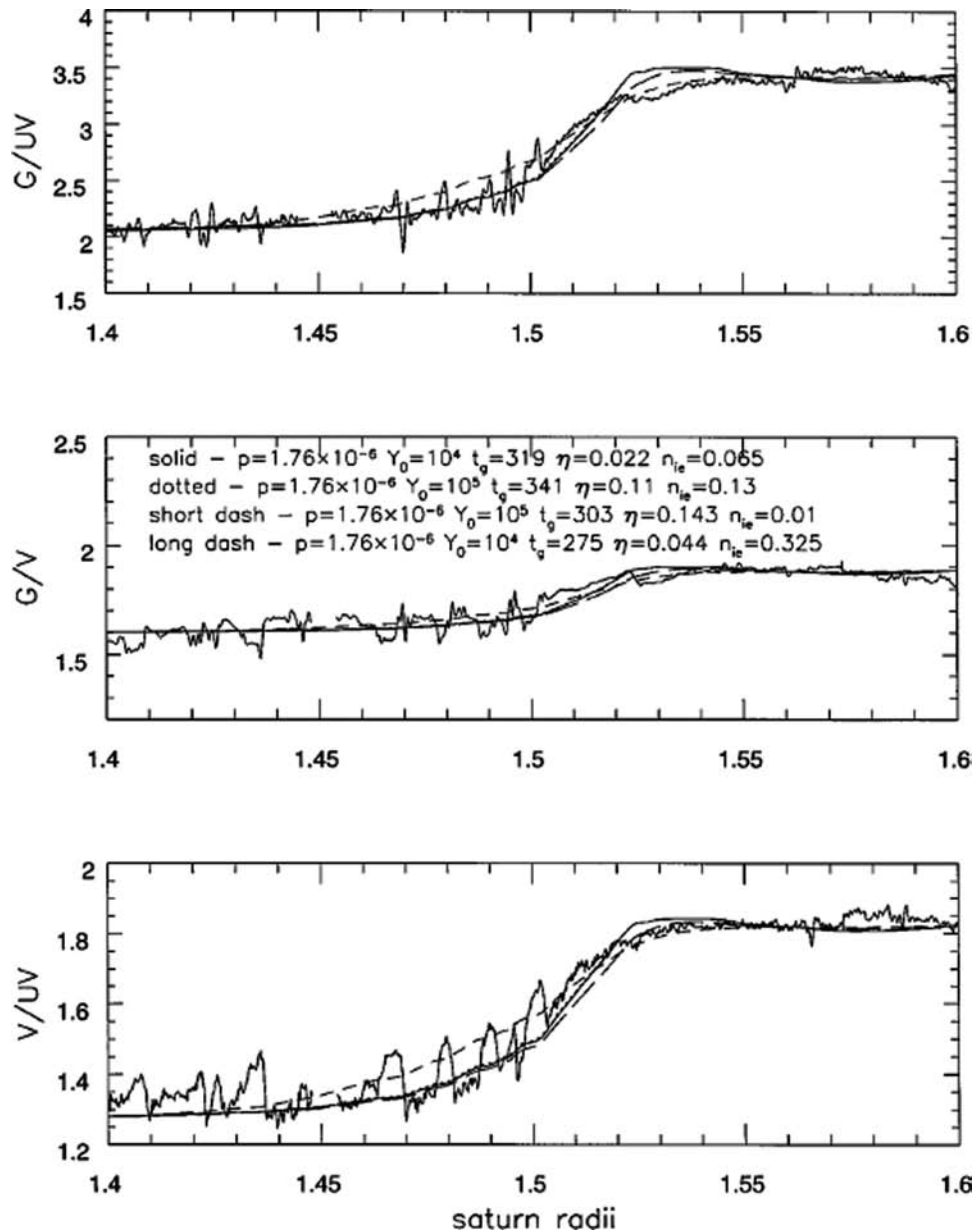 3.5
3
2.5
2
1.5
G/UV
1.4 1.45 1.5 1.55 1.6
2.5
2
1.5
G/V
solid – p=1.76×10⁻⁶ Y₀=10⁴ t_g=319 η=0.022 n_ie=0.065
dotted – p=1.76×10⁻⁶ Y₀=10⁵ t_g=341 η=0.11 n_ie=0.13
short dash – p=1.76×10⁻⁶ Y₀=10⁵ t_g=303 η=0.143 n_ie=0.01
long dash – p=1.76×10⁻⁶ Y₀=10⁴ t_g=275 η=0.044 n_ie=0.325
1.4 1.45 1.5 1.55 1.6
2
1.8
1.6
1.4
1.2
V/UV
1.4 1.45 1.5 1.55 1.6
saturn radii